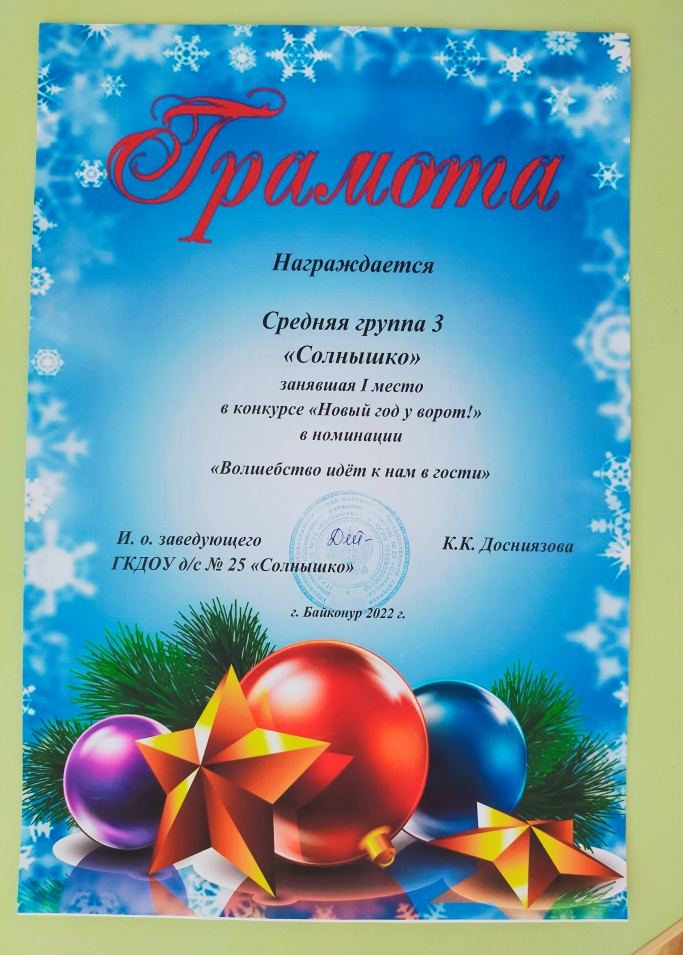 Грамота
Награждается
Средняя группа 3
«Солнышко»
занявшая I место
в конкурсе «Новый год у ворот!»
в номинации
«Волшебство идёт к нам в гости»
И. о. заведующего
К.К. Досниязова
ГКДОУ д/с № 25 «Солнышко»
г. Байконур 2022 г.